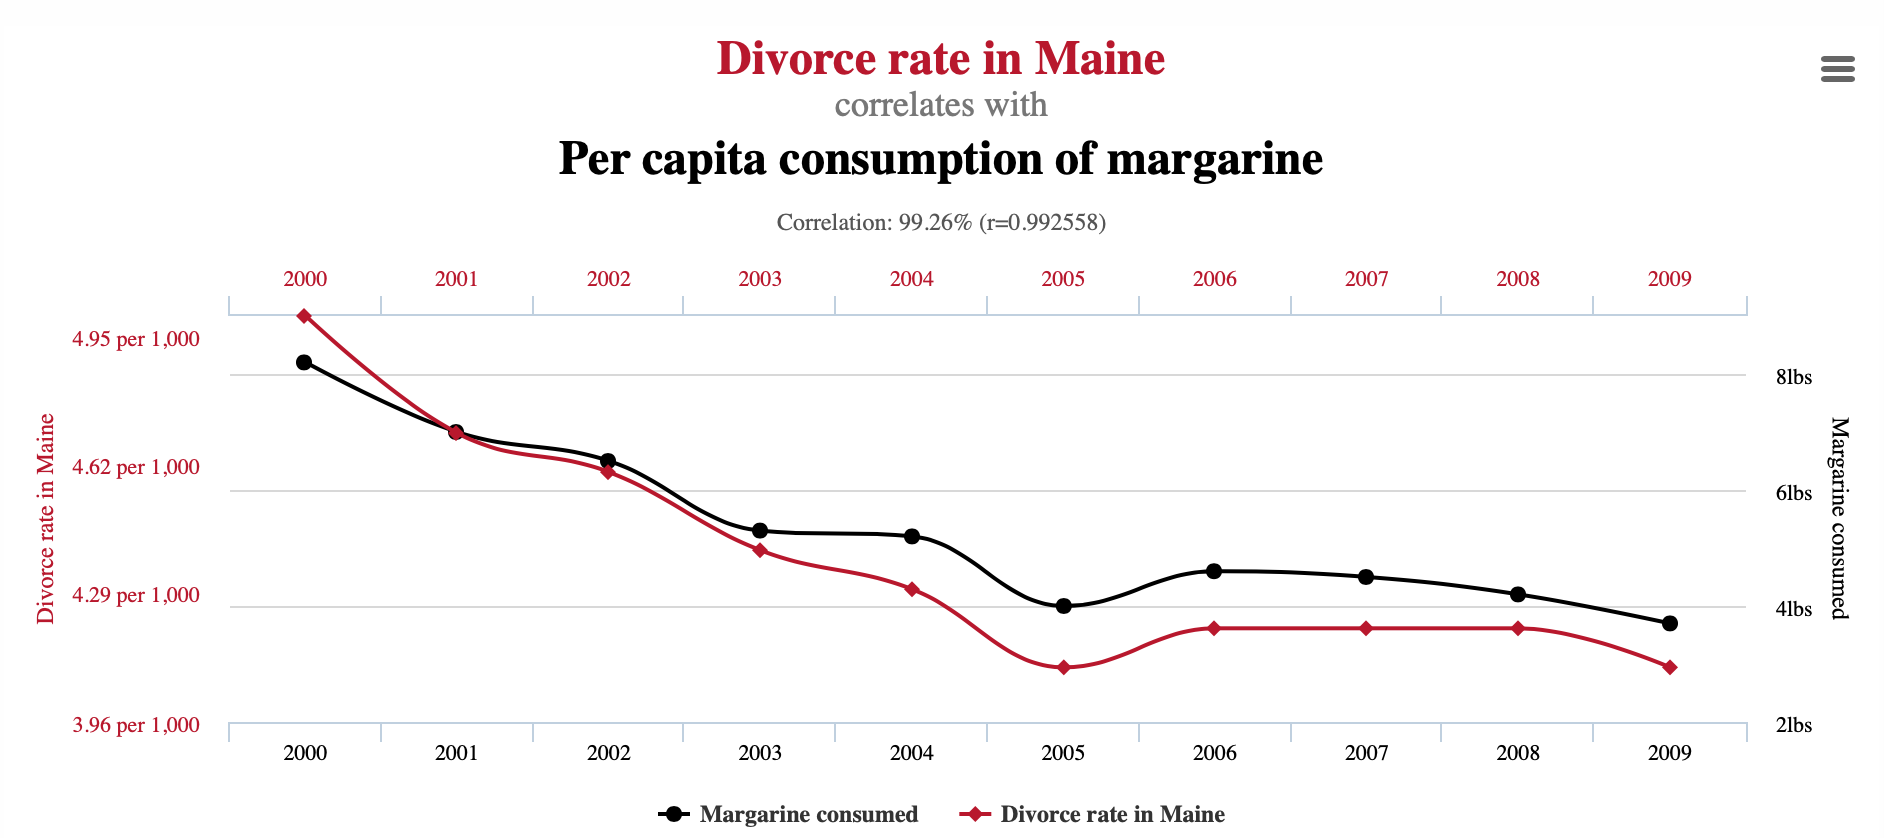 Divorce rate in Maine
correlates with
Per capita consumption of margarine
Correlation: 99.26% (r=0.992558)
2000 2001 2002 2003 2004 2005 2006 2007 2008 2009
Divorce rate in Maine
4.95 per 1,000
4.62 per 1,000
4.29 per 1,000
3.96 per 1,000
8lbs
6lbs
4lbs
2lbs
Margarine consumed
2000 2001 2002 2003 2004 2005 2006 2007 2008 2009
Margarine consumed Divorce rate in Maine